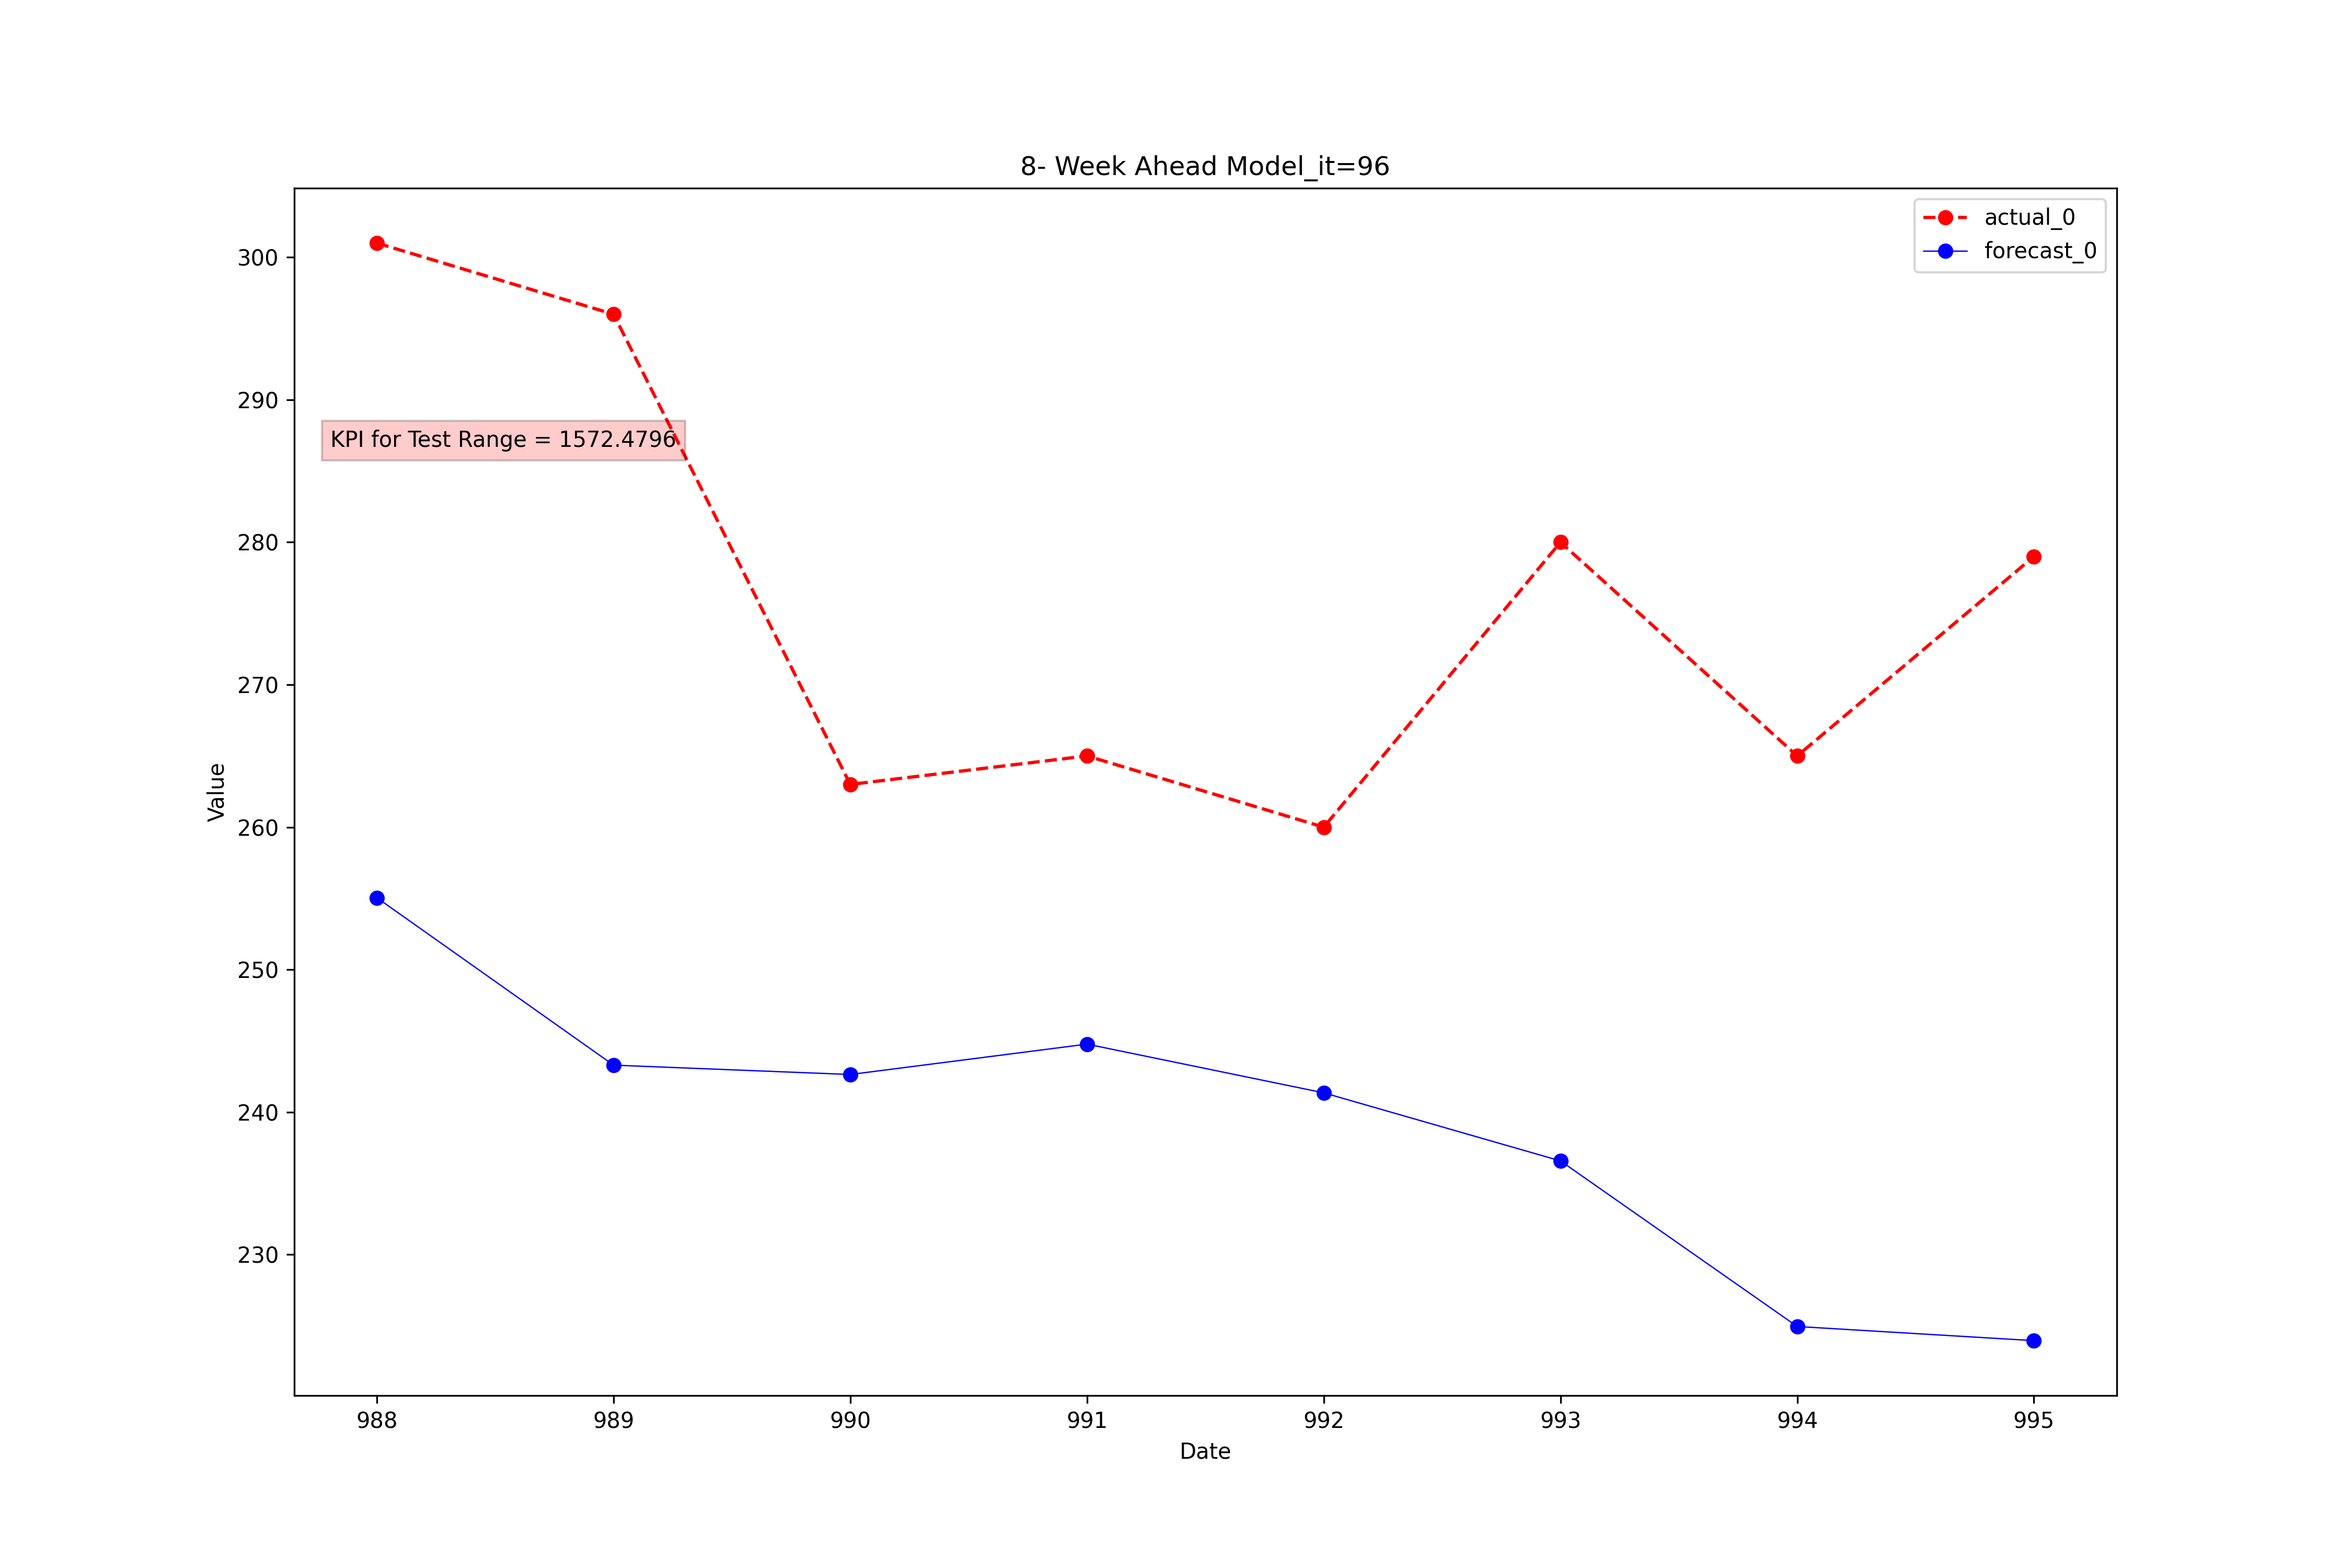 8- Week Ahead Model_it=96
actual_0
forecast_0
KPI for Test Range = 1572.4796
Value
300
290
280
270
260
250
240
230
988 989 990 991 992 993 994 995
Date